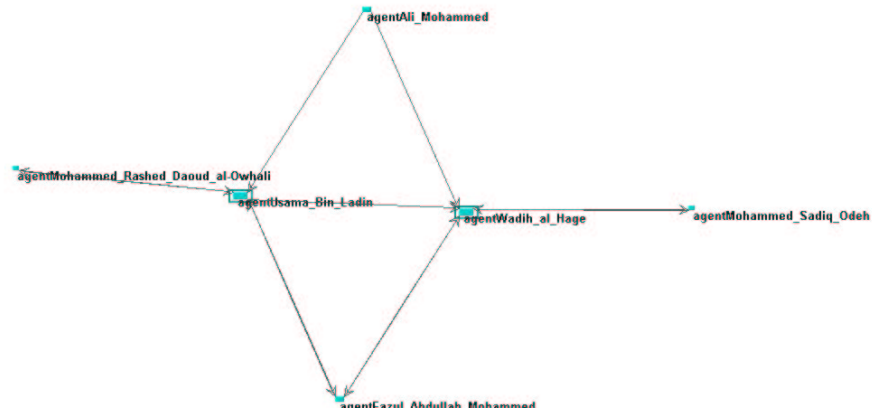 agentAli_Mohammed
agentMohammed_Rashed_Daoud_al-Owhali
agentUsama_Bin_Ladin
agentWadih_al_Hage
agentMohammed_Sadiq_Odeh
agentFazul_Abdullah_Mohammed